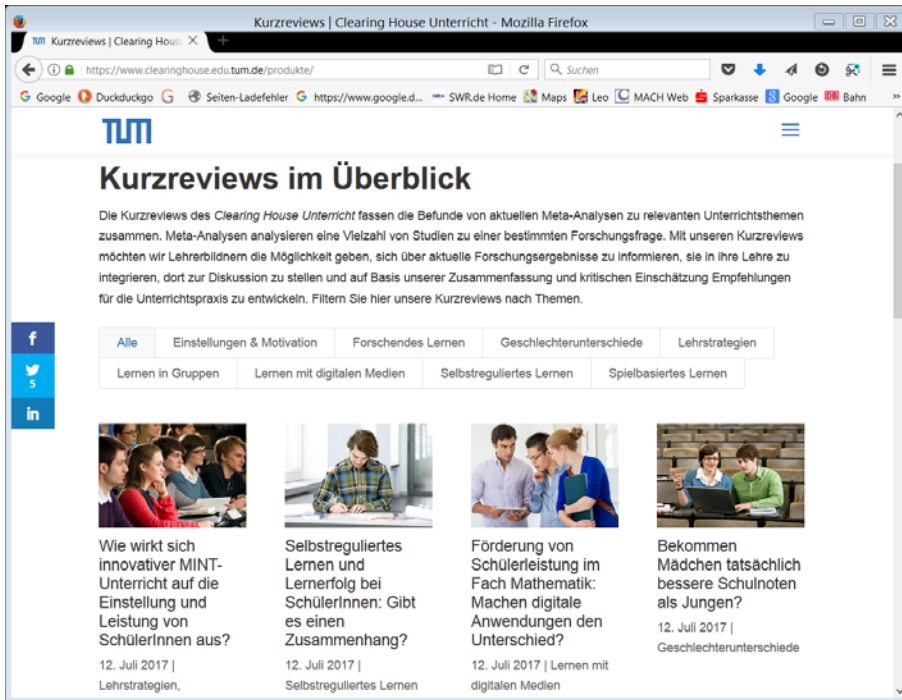 Kurzreviews | Clearing House Unterricht - Mozilla Firefox
TUM Kurzreviews | Clearing Hous
https://www.clearinghouse.edu.tum.de/produkte/
Suchen
Google Duckduckgo Seiten-Ladefehler https://www.google.d... SWR.de Home Maps Leo MACH Web Sparkasse Google Bahn »
TUM
Kurzreviews im Überblick
Die Kurzreviews des Clearing House Unterricht fassen die Befunde von aktuellen Meta-Analysen zu relevanten Unterrichtsthemen
zusammen. Meta-Analysen analysieren eine Vielzahl von Studien zu einer bestimmten Forschungsfrage. Mit unseren Kurzreviews
möchten wir Lehrerbildnern die Möglichkeit geben, sich über aktuelle Forschungsergebnisse zu informieren, sie in ihre Lehre zu
integrieren, dort zur Diskussion zu stellen und auf Basis unserer Zusammenfassung und kritischen Einschätzung Empfehlungen
für die Unterrichtspraxis zu entwickeln. Filtern Sie hier unsere Kurzreviews nach Themen.
f
5
in
Alle Einstellungen & Motivation Forschendes Lernen Geschlechterunterschiede Lehrstrategien
Lernen in Gruppen Lernen mit digitalen Medien Selbstreguliertes Lernen Spielbasiertes Lernen
Wie wirkt sich
innovativer MINT-
Unterricht auf die
Einstellung und
Leistung von
SchülerInnen aus?
12. Juli 2017 |
Lehrstrategien,
Selbstreguliertes
Lernen und
Lernerfolg bei
SchülerInnen: Gibt
es einen
Zusammenhang?
12. Juli 2017 |
Selbstreguliertes Lernen
Förderung von
Schülerleistung im
Fach Mathematik:
Machen digitale
Anwendungen den
Unterschied?
12. Juli 2017 | Lernen mit
digitalen Medien
Bekommen
Mädchen tatsächlich
bessere Schulnoten
als Jungen?
12. Juli 2017 |
Geschlechterunterschiede